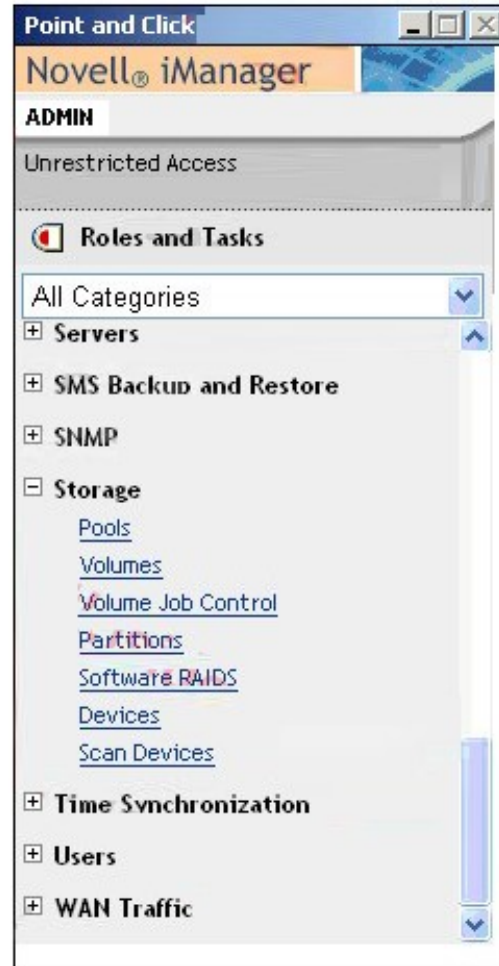 Point and Click
Novell® iManager
ADMIN
Unrestricted Access
Roles and Tasks
All Categories
Servers
SMS Backup and Restore
SNMP
Storage
Pools
Volumes
Volume Job Control
Partitions
Software RAIDS
Devices
Scan Devices
Time Synchronization
Users
WAN Traffic